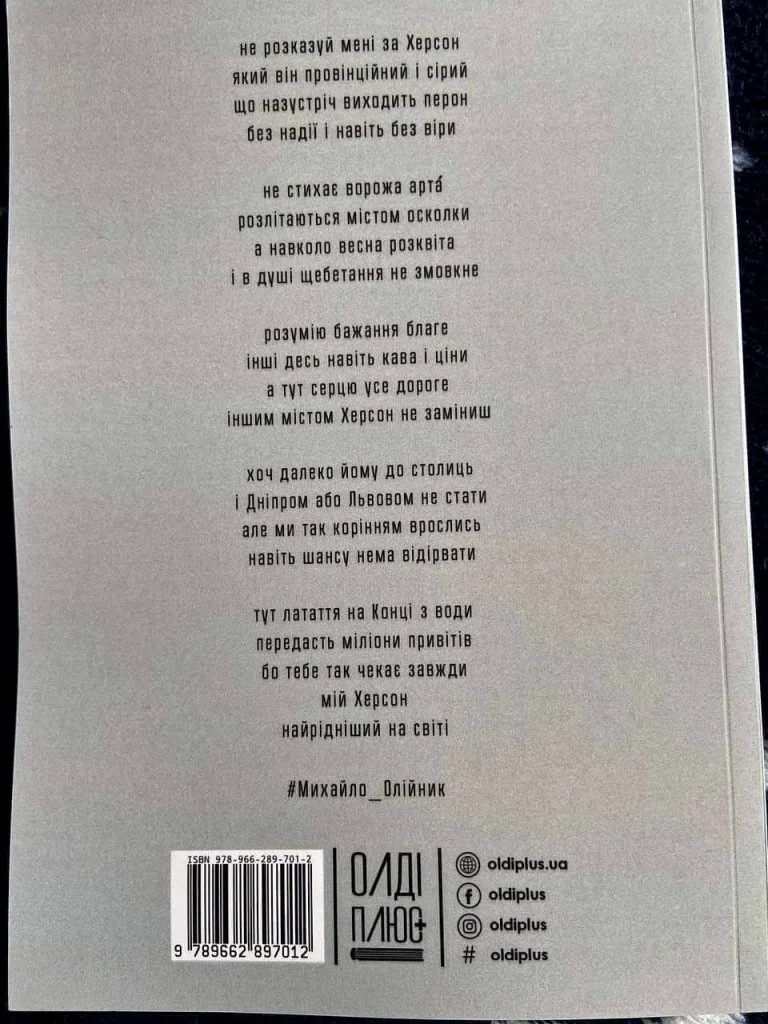 не розказуй мені за Херсон
який він провінційний і сірий
що назустріч виходить перон
без надії і навіть без віри
не стихає ворожа арта́
розлітаються містом осколки
а навколо весна розквіта
і в душі щебетання не змовкне
розумію бажання благе
інші десь навіть кава і ціни
а тут серцю усе дороге
іншим містом Херсон не заміниш
хоч далеко йому до столиць
і Дніпром або Львовом не стати
але ми так корінням врослись
навіть шансу нема відірвати
тут латаття на Конці з води
передасть міліони привітів
бо тебе так чекає завжди
мій Херсон
найрідніший на світі
#Михайло_Олійник
ISBN 978-966-289-701-2
9 789662 897012
ОЛДІ
ПЛЮС+
oldiplus.ua
oldiplus
oldiplus
# oldiplus